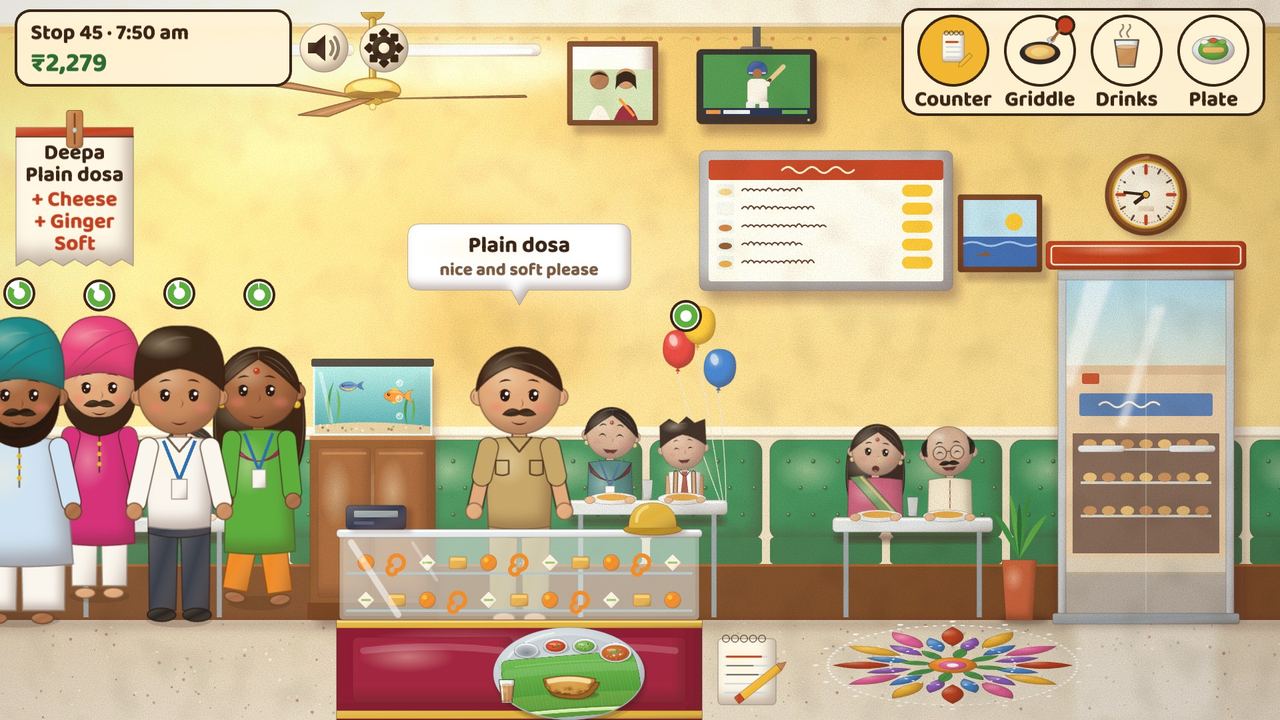 Stop 45 · 7:50 am
₹2,279
Counter
Griddle
Drinks
Plate
Deepa
Plain dosa
+ Cheese
+ Ginger
Soft
Plain dosa
nice and soft please